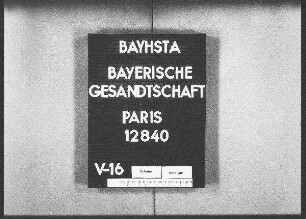 BAYHSTA
BAYERISCHE
GESANDTSCHAFT
PARIS
12840
V-16